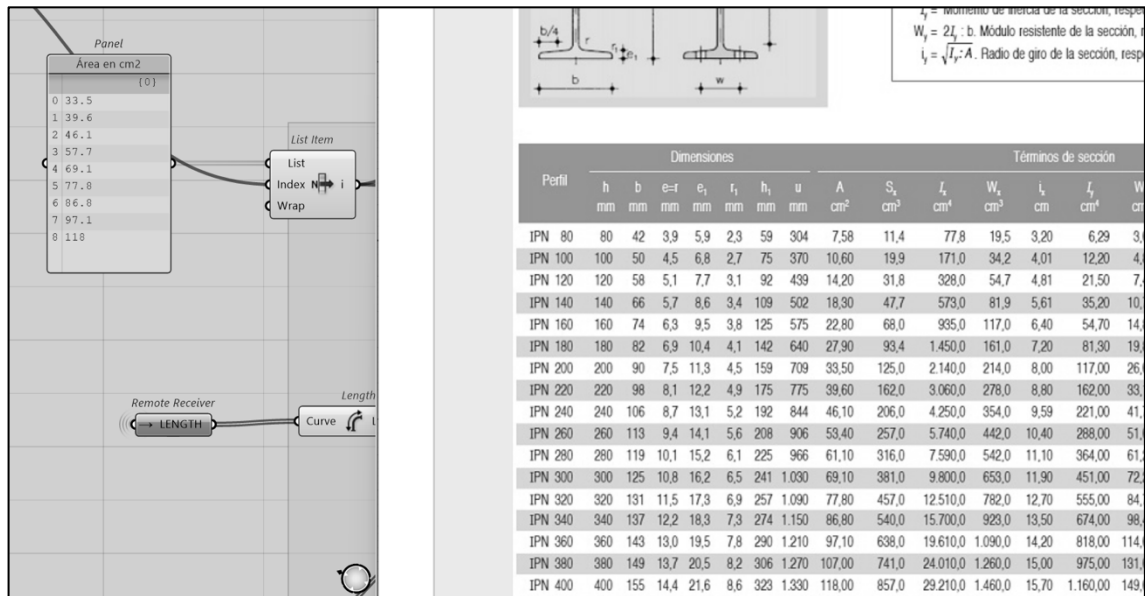 Panel
Área en cm2
{0}
0 33.5
1 39.6
2 46.1
3 57.7
4 69.1
5 77.8
6 86.8
7 97.1
8 118
List Item
List
Index N i
Wrap
Remote Receiver
→ LENGTH
Length
Curve L
b/4 r r₁ e₁
b w
I_y = Momento de inercia de la sección,
W_y = 2I_y : b. Módulo resistente de la sección,
i_y = √I_y:A. Radio de giro de la sección,
Dimensiones Términos de sección
Perfil h b e=r e₁ r₁ h₁ u A Sₓ Iₓ Wₓ iₓ I_y
mm mm mm mm mm mm mm cm² cm³ cm⁴ cm³ cm cm⁴
IPN 80 80 42 3,9 5,9 2,3 59 304 7,58 11,4 77,8 19,5 3,20 6,29
IPN 100 100 50 4,5 6,8 2,7 75 370 10,60 19,9 171,0 34,2 4,01 12,20
IPN 120 120 58 5,1 7,7 3,1 92 439 14,20 31,8 328,0 54,7 4,81 21,50
IPN 140 140 66 5,7 8,6 3,4 109 502 18,30 47,7 573,0 81,9 5,61 35,20
IPN 160 160 74 6,3 9,5 3,8 125 575 22,80 68,0 935,0 117,0 6,40 54,70
IPN 180 180 82 6,9 10,4 4,1 142 640 27,90 93,4 1.450,0 161,0 7,20 81,30
IPN 200 200 90 7,5 11,3 4,5 159 709 33,50 125,0 2.140,0 214,0 8,00 117,00
IPN 220 220 98 8,1 12,2 4,9 175 775 39,60 162,0 3.060,0 278,0 8,80 162,00
IPN 240 240 106 8,7 13,1 5,2 192 844 46,10 206,0 4.250,0 354,0 9,59 221,00
IPN 260 260 113 9,4 14,1 5,6 208 906 53,40 257,0 5.740,0 442,0 10,40 288,00
IPN 280 280 119 10,1 15,2 6,1 225 966 61,10 316,0 7.590,0 542,0 11,10 364,00
IPN 300 300 125 10,8 16,2 6,5 241 1.030 69,10 381,0 9.800,0 653,0 11,90 451,00
IPN 320 320 131 11,5 17,3 6,9 257 1.090 77,80 457,0 12.510,0 782,0 12,70 555,00
IPN 340 340 137 12,2 18,3 7,3 274 1.150 86,80 540,0 15.700,0 923,0 13,50 674,00
IPN 360 360 143 13,0 19,5 7,8 290 1.210 97,10 638,0 19.610,0 1.090,0 14,20 818,00
IPN 380 380 149 13,7 20,5 8,2 306 1.270 107,00 741,0 24.010,0 1.260,0 15,00 975,00
IPN 400 400 155 14,4 21,6 8,6 323 1.330 118,00 857,0 29.210,0 1.460,0 15,70 1.160,00